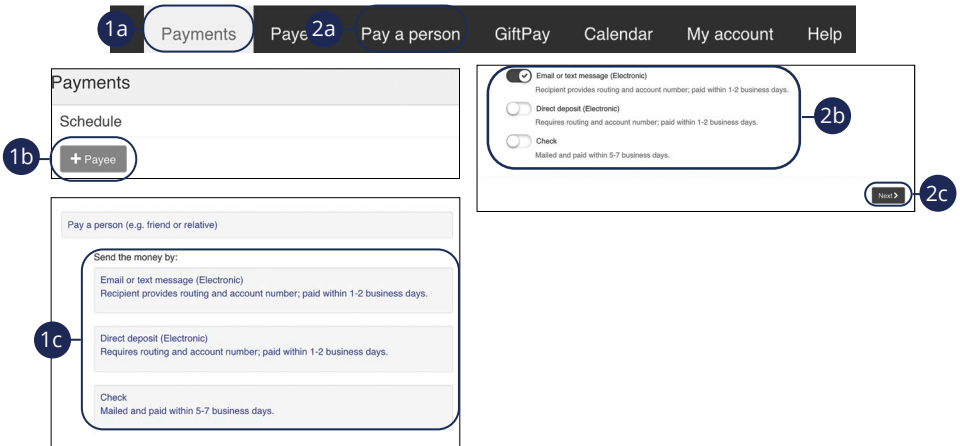 1a Payments Paye 2a Pay a person GiftPay Calendar My account Help
Payments
Schedule
1b + Payee
Pay a person (e.g. friend or relative)
Send the money by:
Email or text message (Electronic)
Recipient provides routing and account number; paid within 1-2 business days.
1c
Direct deposit (Electronic)
Requires routing and account number; paid within 1-2 business days.
Check
Mailed and paid within 5-7 business days.
Email or text message (Electronic)
Recipient provides routing and account number; paid within 1-2 business days.
Direct deposit (Electronic)
2b
Requires routing and account number; paid within 1-2 business days.
Check
Mailed and paid within 5-7 business days.
Next 2c